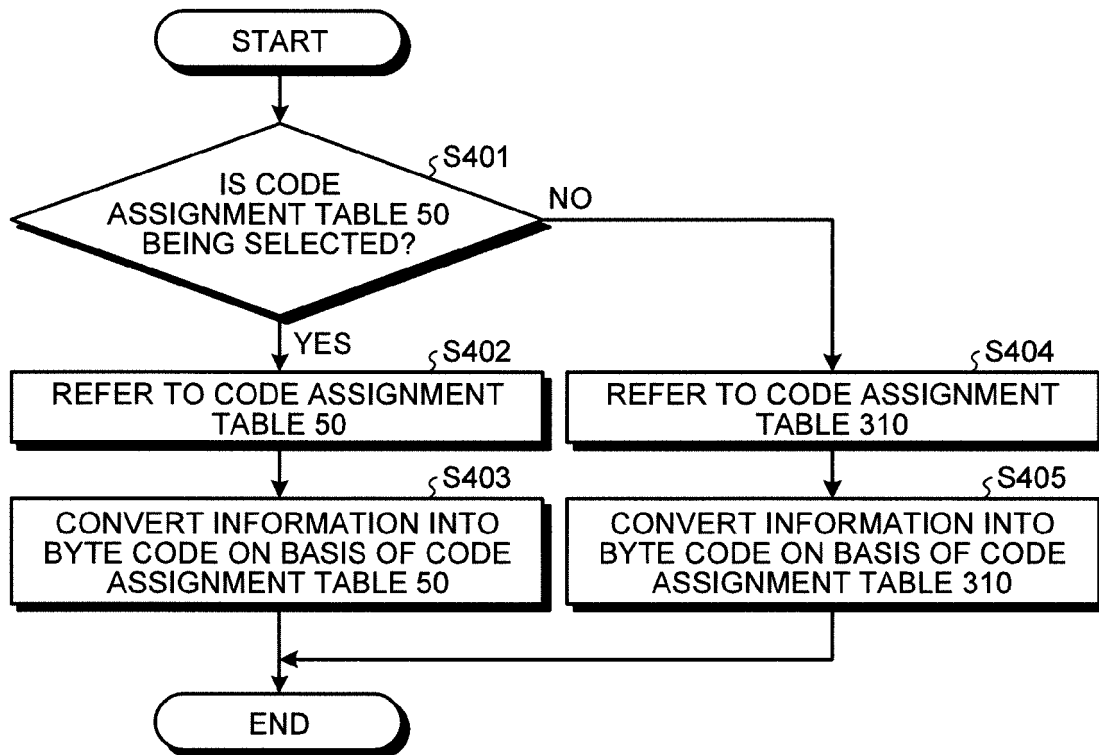 START
S401
IS CODE
ASSIGNMENT TABLE 50
BEING SELECTED?
NO
YES
S402
REFER TO CODE ASSIGNMENT
TABLE 50
S403
CONVERT INFORMATION INTO
BYTE CODE ON BASIS OF CODE
ASSIGNMENT TABLE 50
S404
REFER TO CODE ASSIGNMENT
TABLE 310
S405
CONVERT INFORMATION INTO
BYTE CODE ON BASIS OF CODE
ASSIGNMENT TABLE 310
END